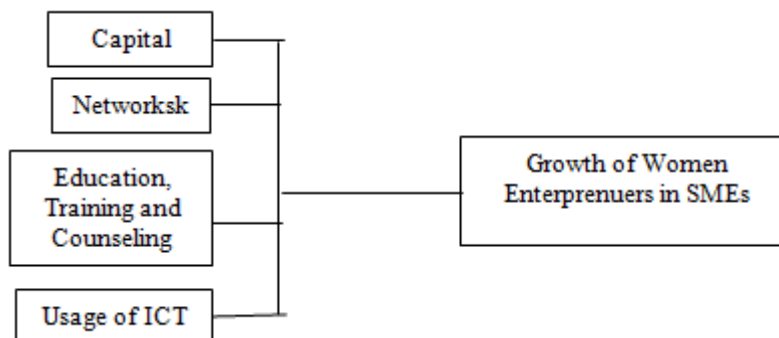 Capital
Networksk
Education,
Training and
Counseling
Usage of ICT
Growth of Women
Enterprenuers in SMEs